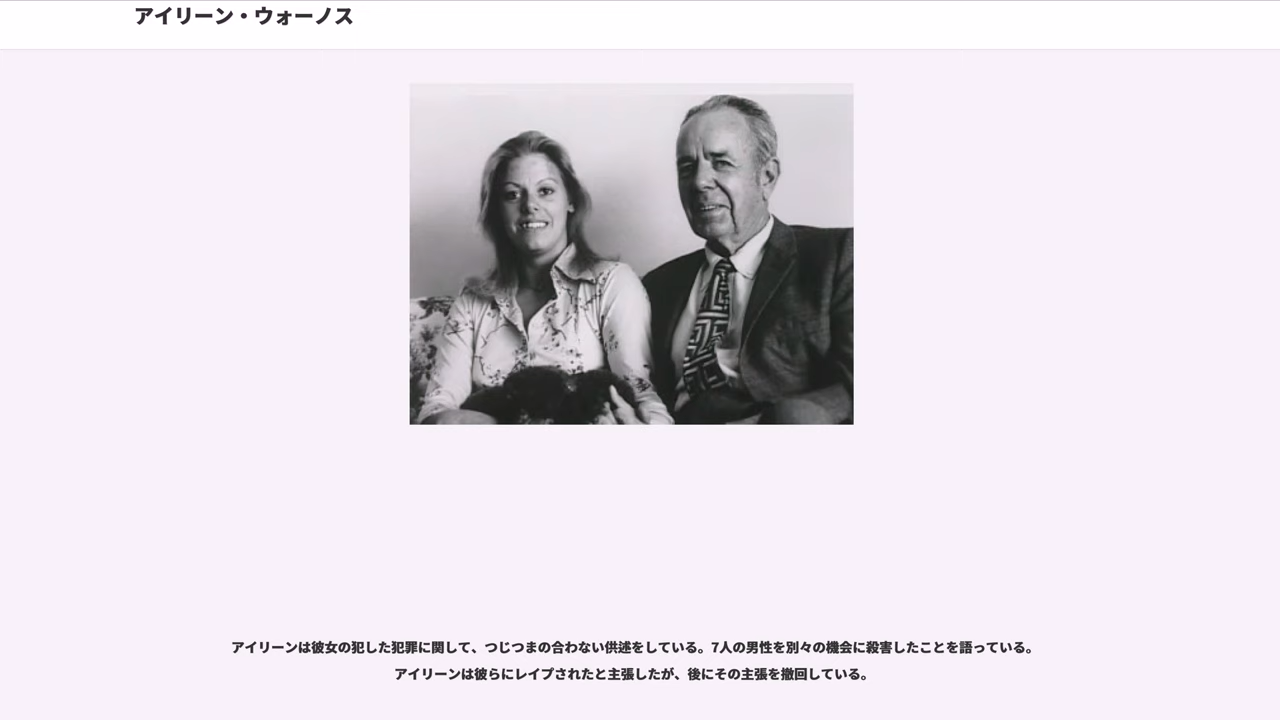 アイリーン・ウォーノス
アイリーンは彼女の犯した犯罪に関して、つじつまの合わない供述をしている。7人の男性を別々の機会に殺害したことを語っている。
アイリーンは彼らにレイプされたと主張したが、後にその主張を撤回している。